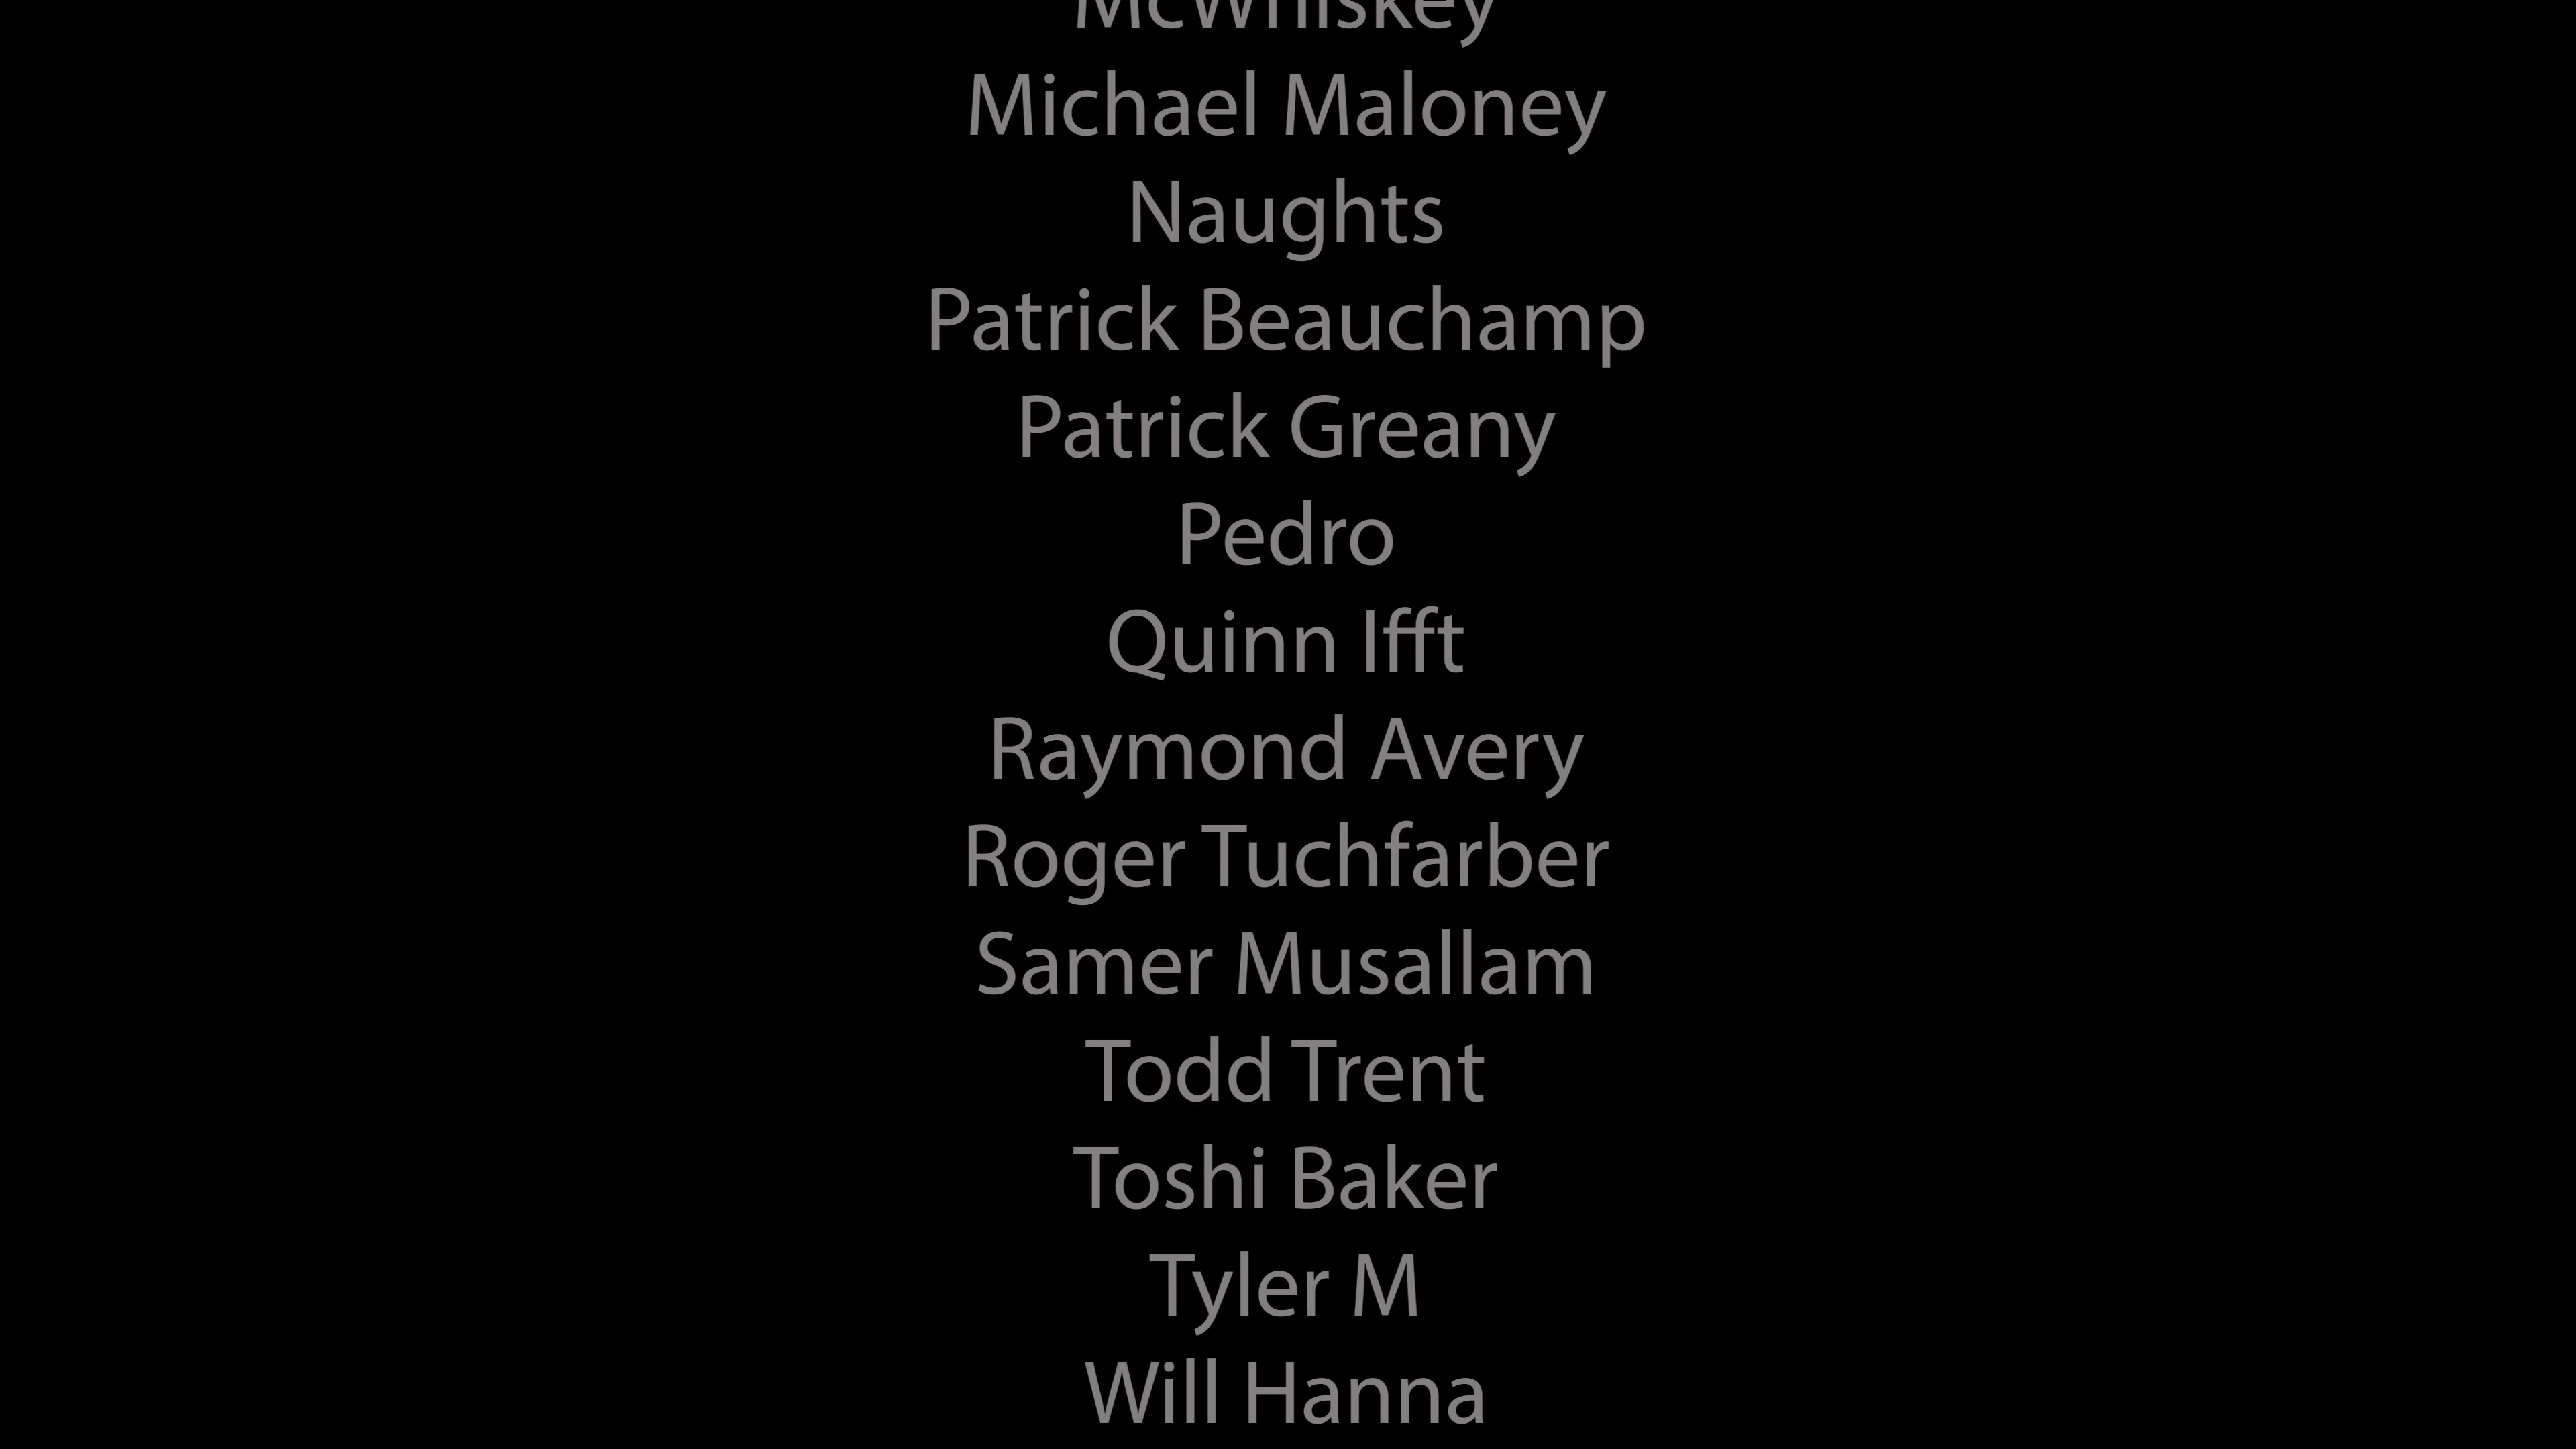 McWhiskey
Michael Maloney
Naughts
Patrick Beauchamp
Patrick Greany
Pedro
Quinn Ifft
Raymond Avery
Roger Tuchfarber
Samer Musallam
Todd Trent
Toshi Baker
Tyler M
Will Hanna